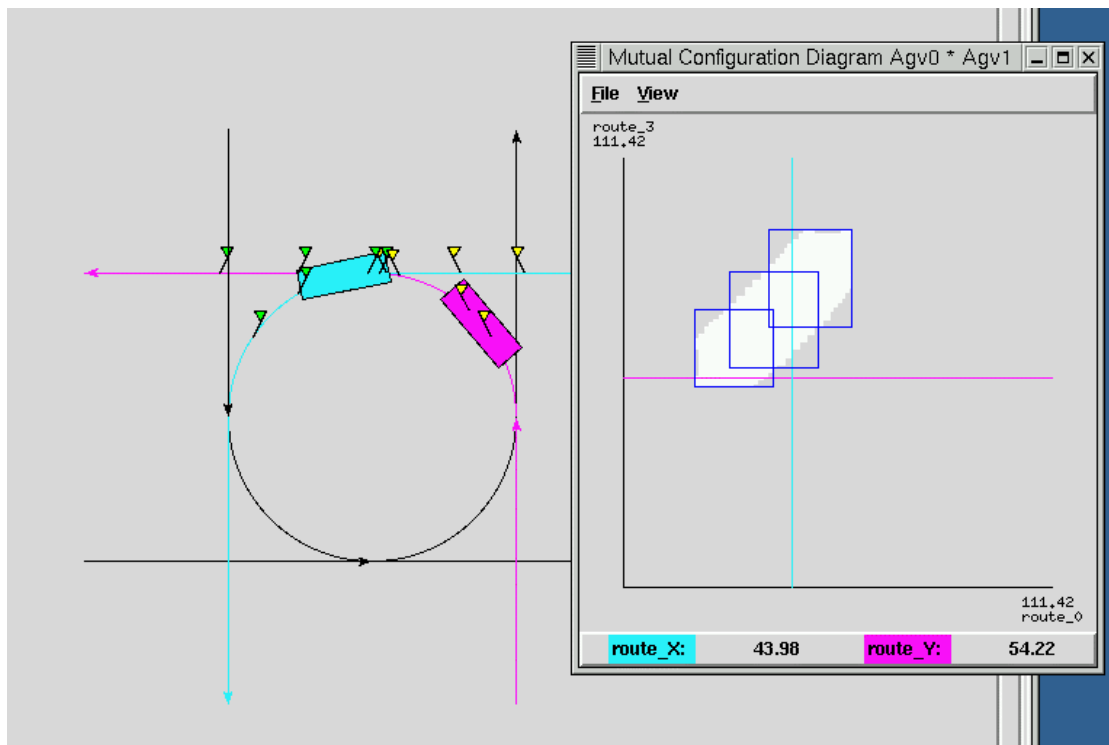 Mutual Configuration Diagram Agv0 * Agv1
File View
route_3
111.42
111.42
route_0
route_X: 43.98 route_Y: 54.22